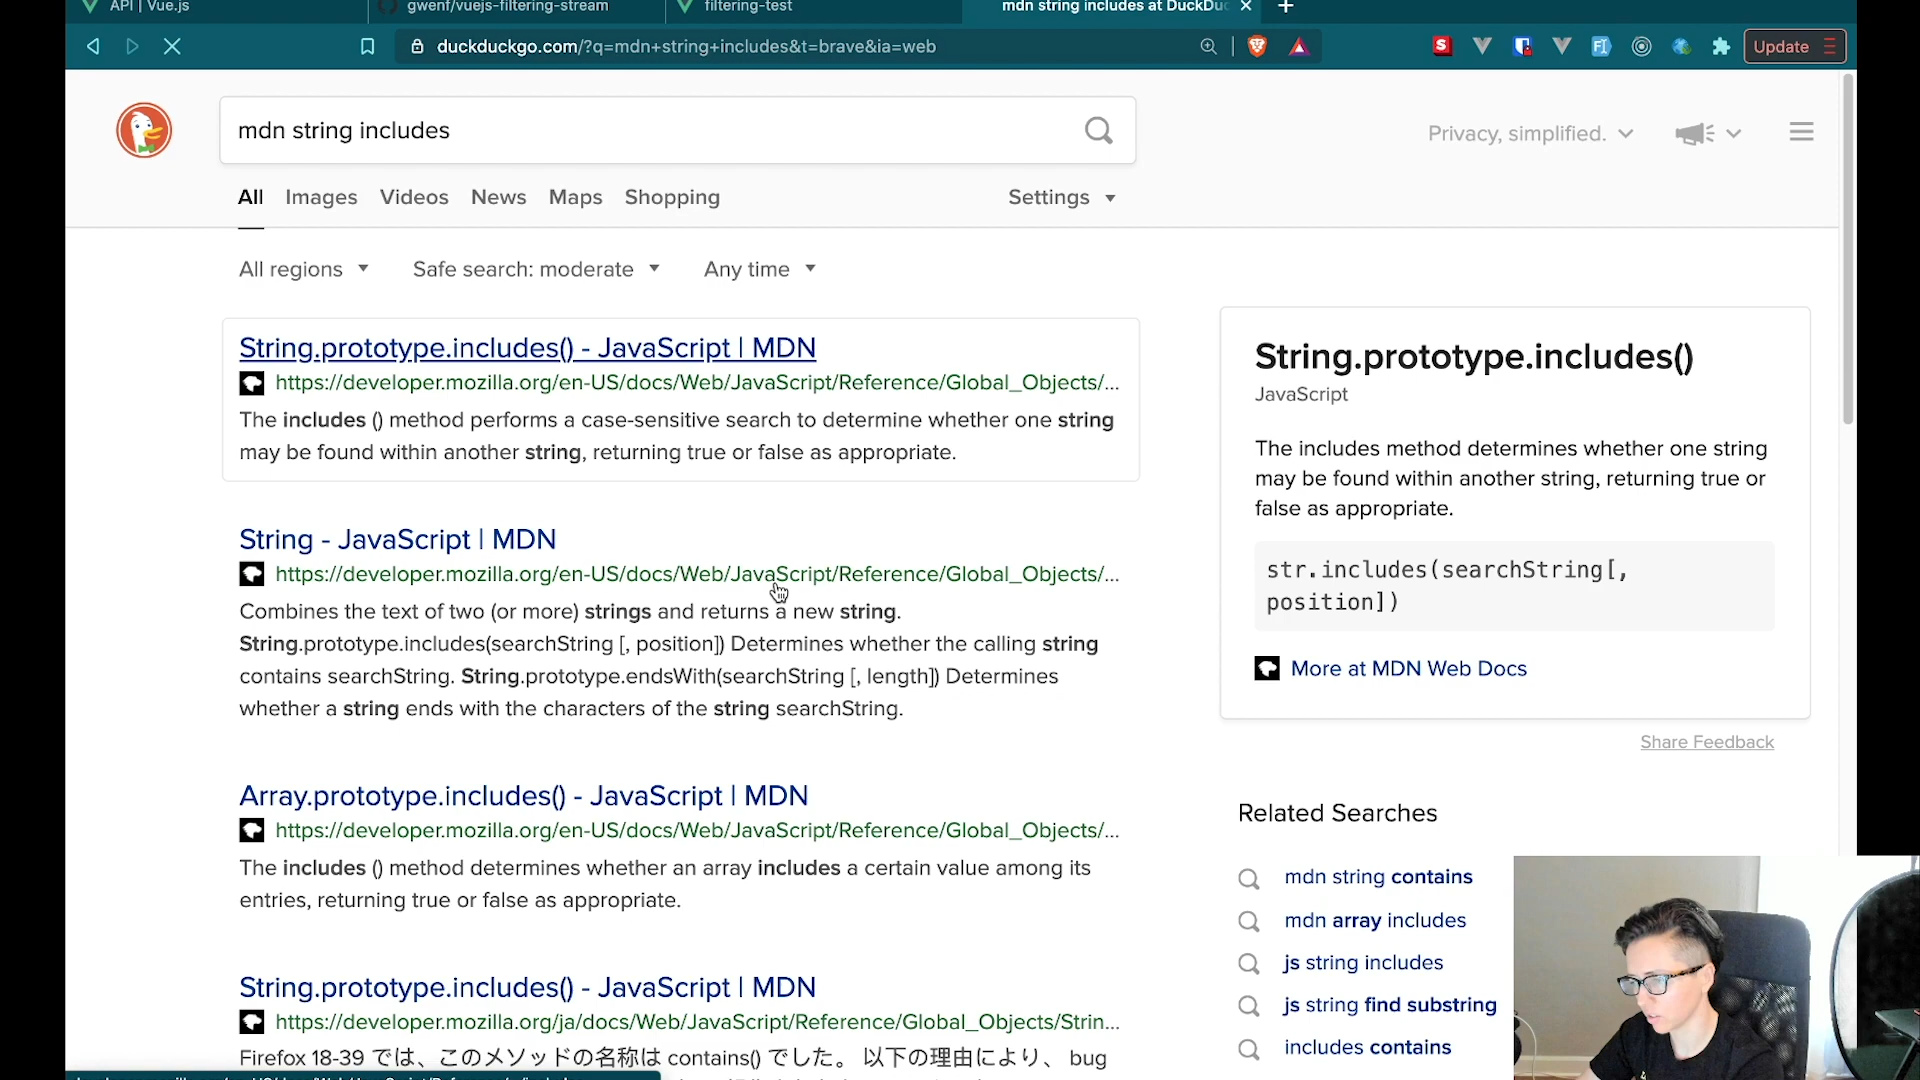 API | Vue.js
gwenf/vuejs-filtering-stream
filtering-test
mdn string includes at DuckDuc
duckduckgo.com/?q=mdn+string+includes&t=brave&ia=web
Update
mdn string includes
Privacy, simplified.
All Images Videos News Maps Shopping
Settings
All regions
Safe search: moderate
Any time
String.prototype.includes() - JavaScript | MDN
https://developer.mozilla.org/en-US/docs/Web/JavaScript/Reference/Global_Objects/...
The includes () method performs a case-sensitive search to determine whether one string
may be found within another string, returning true or false as appropriate.
String - JavaScript | MDN
https://developer.mozilla.org/en-US/docs/Web/JavaScript/Reference/Global_Objects/...
Combines the text of two (or more) strings and returns a new string.
String.prototype.includes(searchString [, position]) Determines whether the calling string
contains searchString. String.prototype.endsWith(searchString [, length]) Determines
whether a string ends with the characters of the string searchString.
Array.prototype.includes() - JavaScript | MDN
https://developer.mozilla.org/en-US/docs/Web/JavaScript/Reference/Global_Objects/...
The includes () method determines whether an array includes a certain value among its
entries, returning true or false as appropriate.
String.prototype.includes() - JavaScript | MDN
https://developer.mozilla.org/ja/docs/Web/JavaScript/Reference/Global_Objects/Strin...
Firefox 18-39 では、このメソッドの名称は contains() でした。 以下の理由により、 bug
String.prototype.includes()
JavaScript
The includes method determines whether one string
may be found within another string, returning true or
false as appropriate.
str.includes(searchString[,
position])
More at MDN Web Docs
Share Feedback
Related Searches
mdn string contains
mdn array includes
js string includes
js string find substring
includes contains